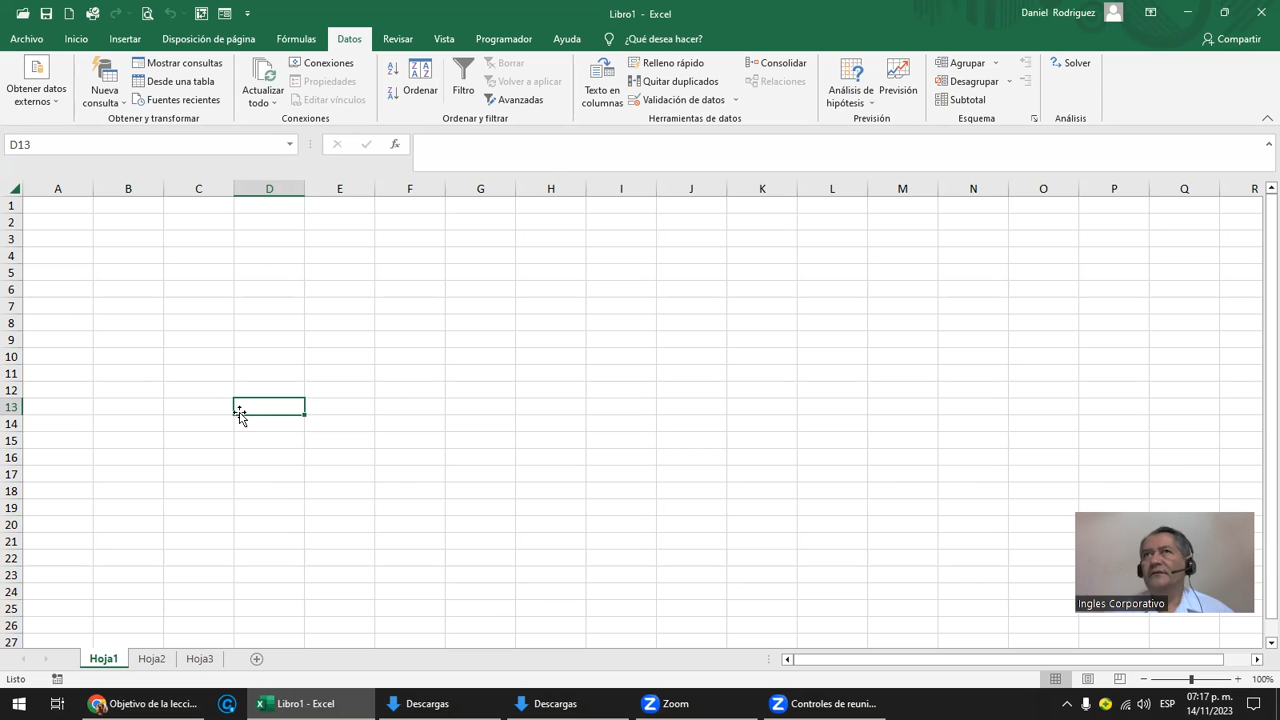 Libro1 - Excel
Daniel Rodriguez
Archivo Inicio Insertar Disposición de página Fórmulas Datos Revisar Vista Programador Ayuda ¿Qué desea hacer? Compartir
Obtener datos externos
Nueva consulta
Mostrar consultas
Desde una tabla
Fuentes recientes
Obtener y transformar
Actualizar todo
Conexiones
Propiedades
Editar vínculos
Conexiones
Ordenar
Filtro
Borrar
Volver a aplicar
Avanzadas
Ordenar y filtrar
Texto en columnas
Relleno rápido
Quitar duplicados
Validación de datos
Consolidar
Relaciones
Herramientas de datos
Análisis de hipótesis
Previsión
Previsión
Agrupar
Desagrupar
Subtotal
Esquema
Solver
Análisis
D13
fx
A B C D E F G H I J K L M N O P Q R
1
2
3
4
5
6
7
8
9
10
11
12
13
14
15
16
17
18
19
20
21
22
23
24
25
26
27
Ingles Corporativo
Hoja1 Hoja2 Hoja3
Listo
100%
Objetivo de la lecci...
Libro1 - Excel
Descargas
Descargas
Zoom
Controles de reuni...
ESP
07:17 p. m.
14/11/2023